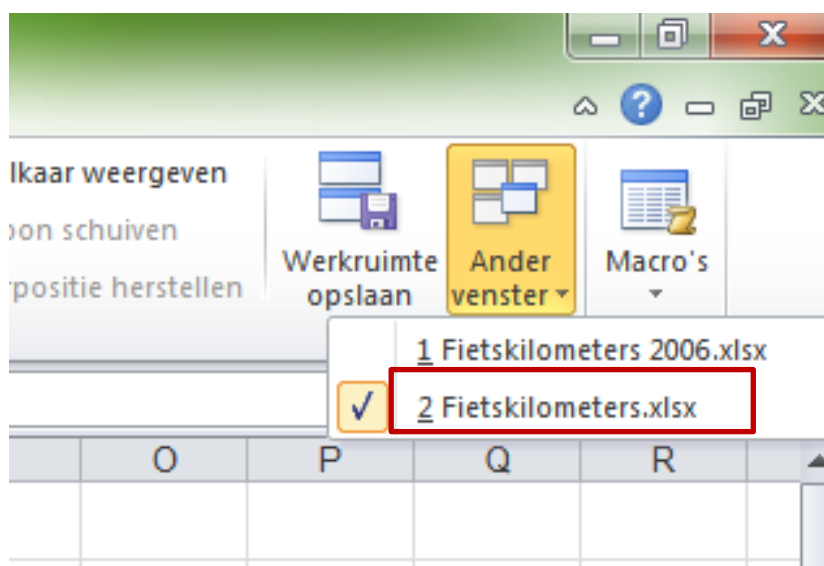 lkaar weergeven
oon schuiven
positie herstellen
Werkruimte
opslaan
Ander
venster
Macro's
1 Fietskilometers 2006.xlsx
2 Fietskilometers.xlsx
O P Q R